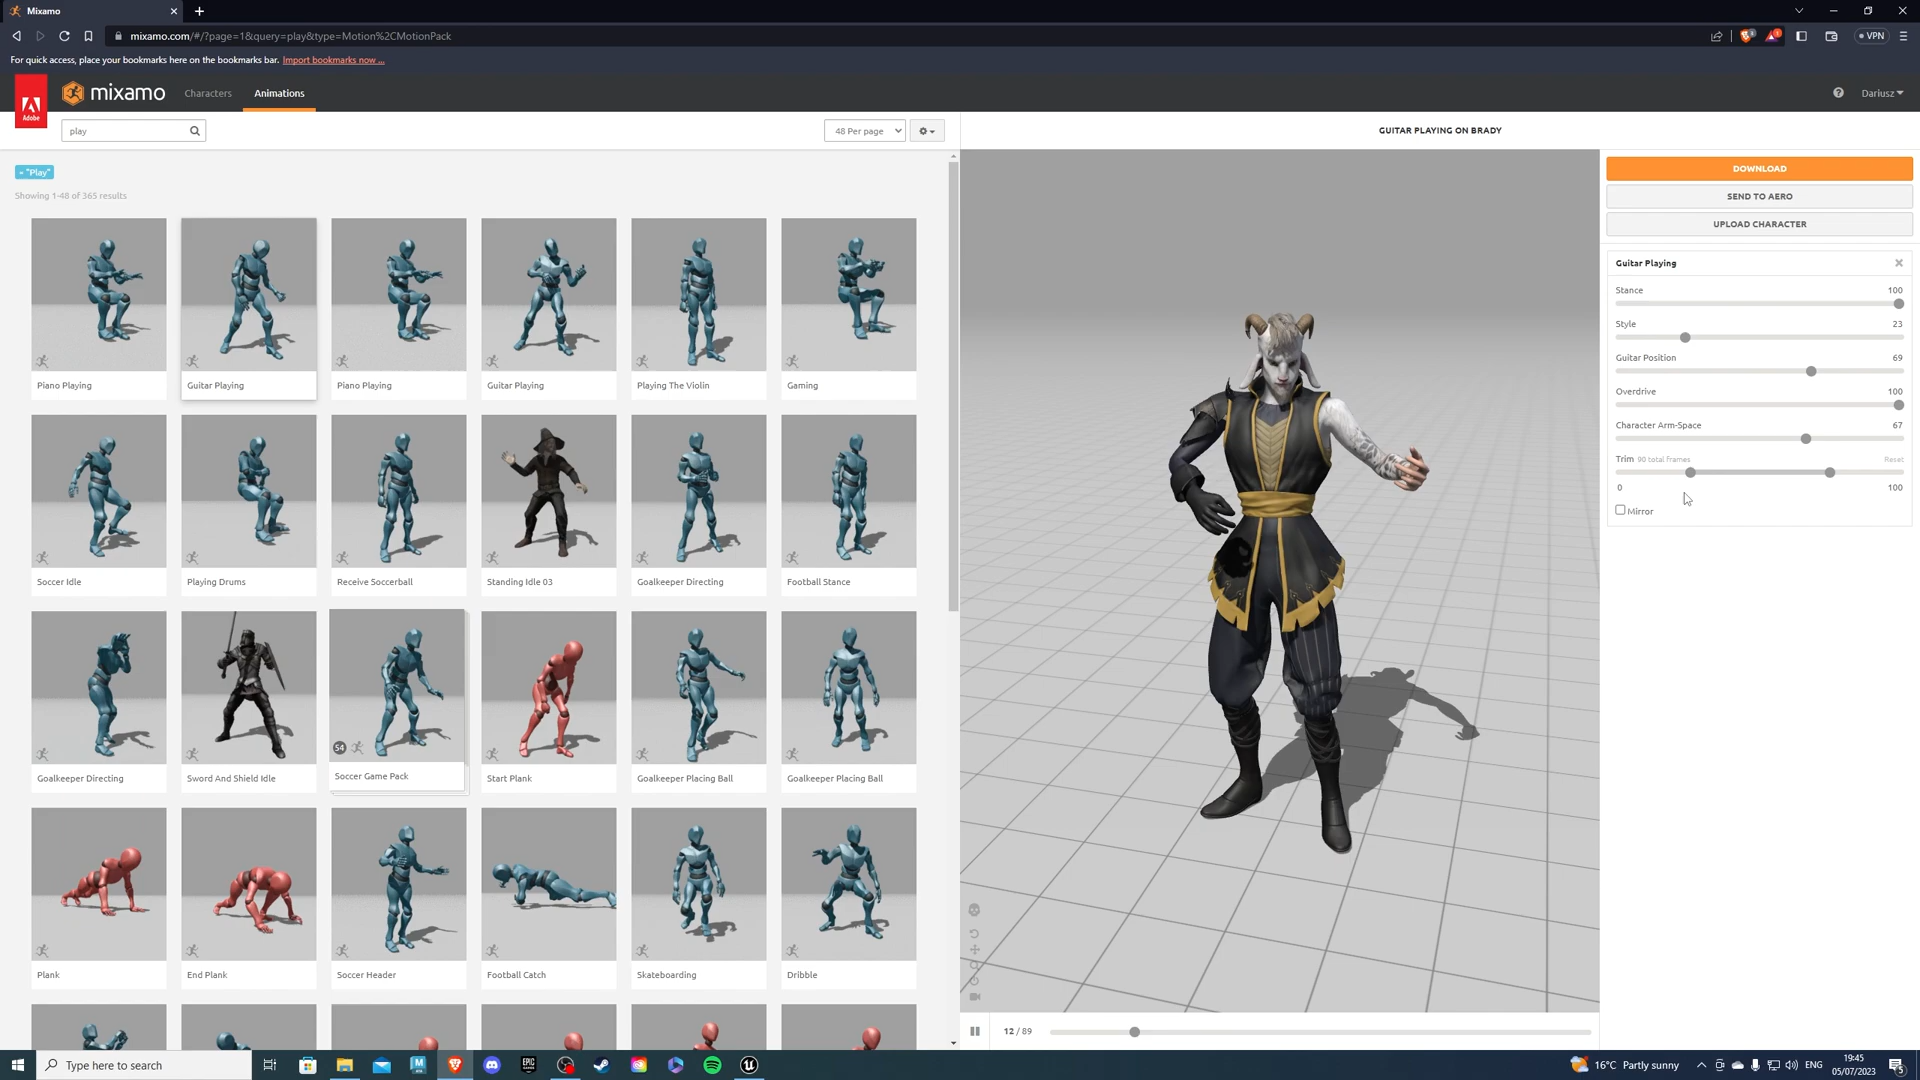 Mixamo
mixamo.com/#/?page=1&query=play&type=Motion%2CMotionPack
VPN
For quick access, place your bookmarks here on the bookmarks bar. Import bookmarks now ...
Adobe
mixamo
Characters
Animations
Dariusz
play
48 Per page
GUITAR PLAYING ON BRADY
"Play"
Showing 1-48 of 365 results
Piano Playing
Guitar Playing
Piano Playing
Guitar Playing
Playing The Violin
Gaming
Soccer Idle
Playing Drums
Receive Soccerball
Standing Idle 03
Goalkeeper Directing
Football Stance
Goalkeeper Directing
Sword And Shield Idle
54
Soccer Game Pack
Start Plank
Goalkeeper Placing Ball
Goalkeeper Placing Ball
Plank
End Plank
Soccer Header
Football Catch
Skateboarding
Dribble
DOWNLOAD
SEND TO AERO
UPLOAD CHARACTER
Guitar Playing
Stance 100
Style 23
Guitar Position 69
Overdrive 100
Character Arm-Space 67
Trim 90 total frames Reset
0 100
Mirror
12 / 89
Type here to search
EPIC
16°C Partly sunny
ENG
19:45
05/07/2023
5